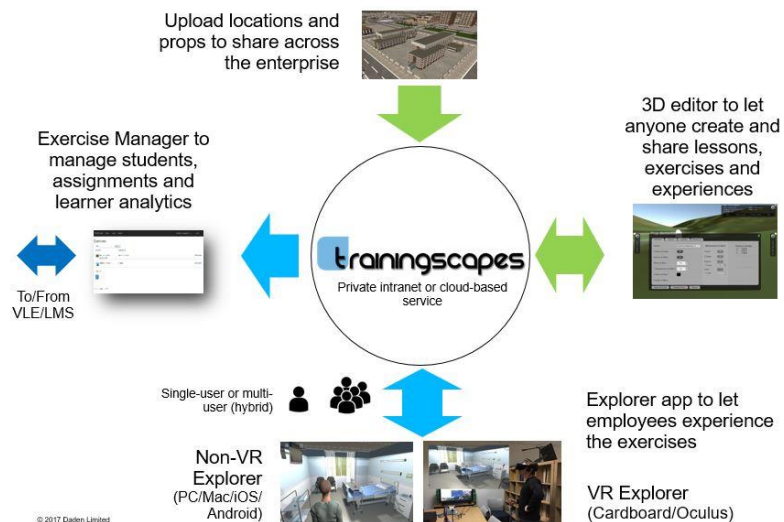 Upload locations and
props to share across
the enterprise
3D editor to let
anyone create and
share lessons,
exercises and
experiences
Exercise Manager to
manage students,
assignments and
learner analytics
trainingscapes
Private intranet or cloud-based
service
To/From
VLE/LMS
Single-user or multi-
user (hybrid)
Explorer app to let
employees experience
the exercises
Non-VR
Explorer
(PC/Mac/iOS/
Android)
VR Explorer
(Cardboard/Oculus)
© 2017 Daden Limited